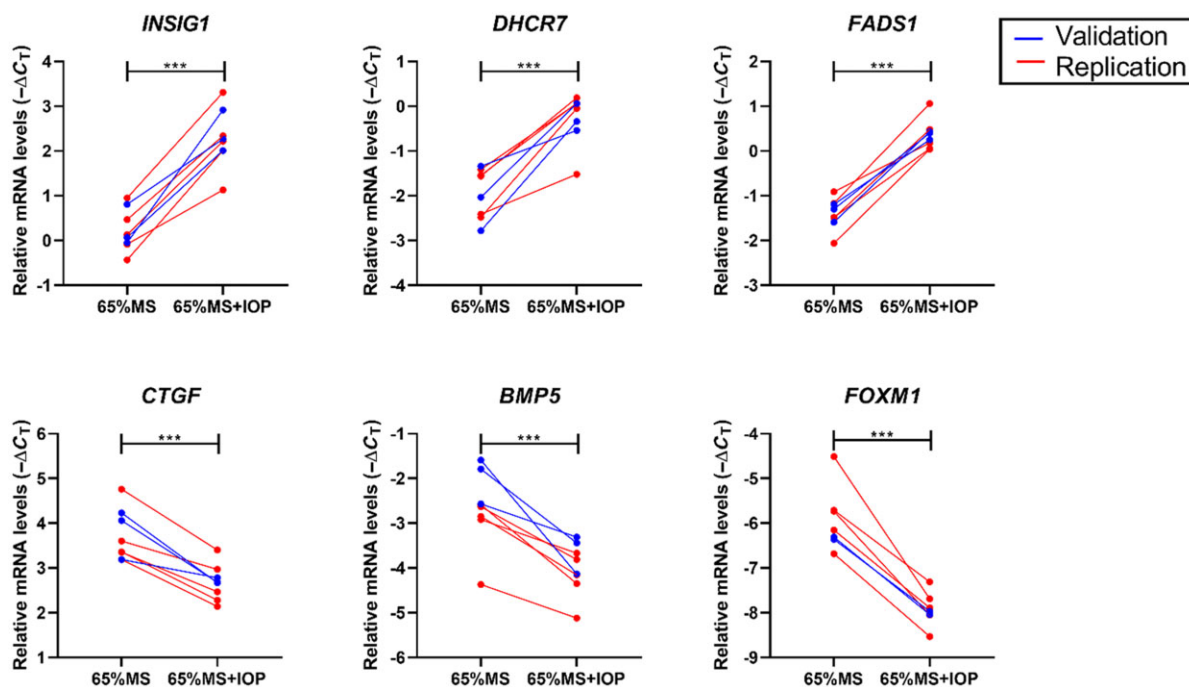 INSIG1
Relative mRNA levels (−ΔCT)
4
3
2
1
0
-1
***
65%MS 65%MS+IOP
DHCR7
Relative mRNA levels (−ΔCT)
1
0
-1
-2
-3
-4
***
65%MS 65%MS+IOP
FADS1
Relative mRNA levels (−ΔCT)
2
1
0
-1
-2
-3
***
65%MS 65%MS+IOP
Validation
Replication
CTGF
Relative mRNA levels (−ΔCT)
6
5
4
3
2
1
***
65%MS 65%MS+IOP
BMP5
Relative mRNA levels (−ΔCT)
-1
-2
-3
-4
-5
-6
***
65%MS 65%MS+IOP
FOXM1
Relative mRNA levels (−ΔCT)
-4
-5
-6
-7
-8
-9
***
65%MS 65%MS+IOP